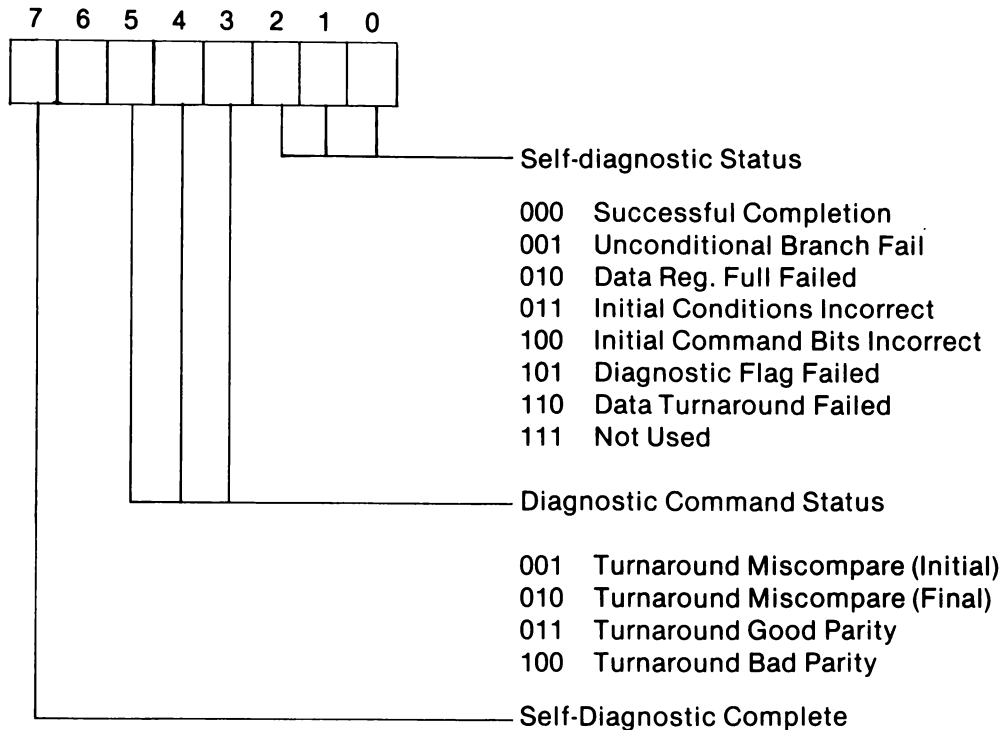 7 6 5 4 3 2 1 0
Self-diagnostic Status
000 Successful Completion
001 Unconditional Branch Fail
010 Data Reg. Full Failed
011 Initial Conditions Incorrect
100 Initial Command Bits Incorrect
101 Diagnostic Flag Failed
110 Data Turnaround Failed
111 Not Used
Diagnostic Command Status
001 Turnaround Miscompare (Initial)
010 Turnaround Miscompare (Final)
011 Turnaround Good Parity
100 Turnaround Bad Parity
Self-Diagnostic Complete